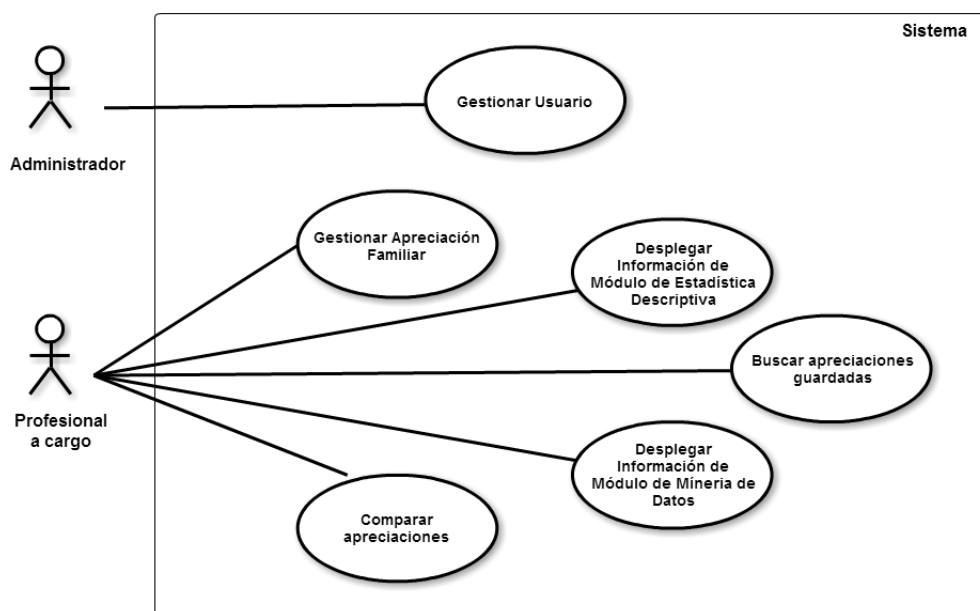 Sistema
Gestionar Usuario
Administrador
Gestionar Apreciación
Familiar
Desplegar
Información de
Módulo de Estadística
Descriptiva
Buscar apreciaciones
guardadas
Profesional
a cargo
Desplegar
Información de
Módulo de Míneria de
Datos
Comparar
apreciaciones